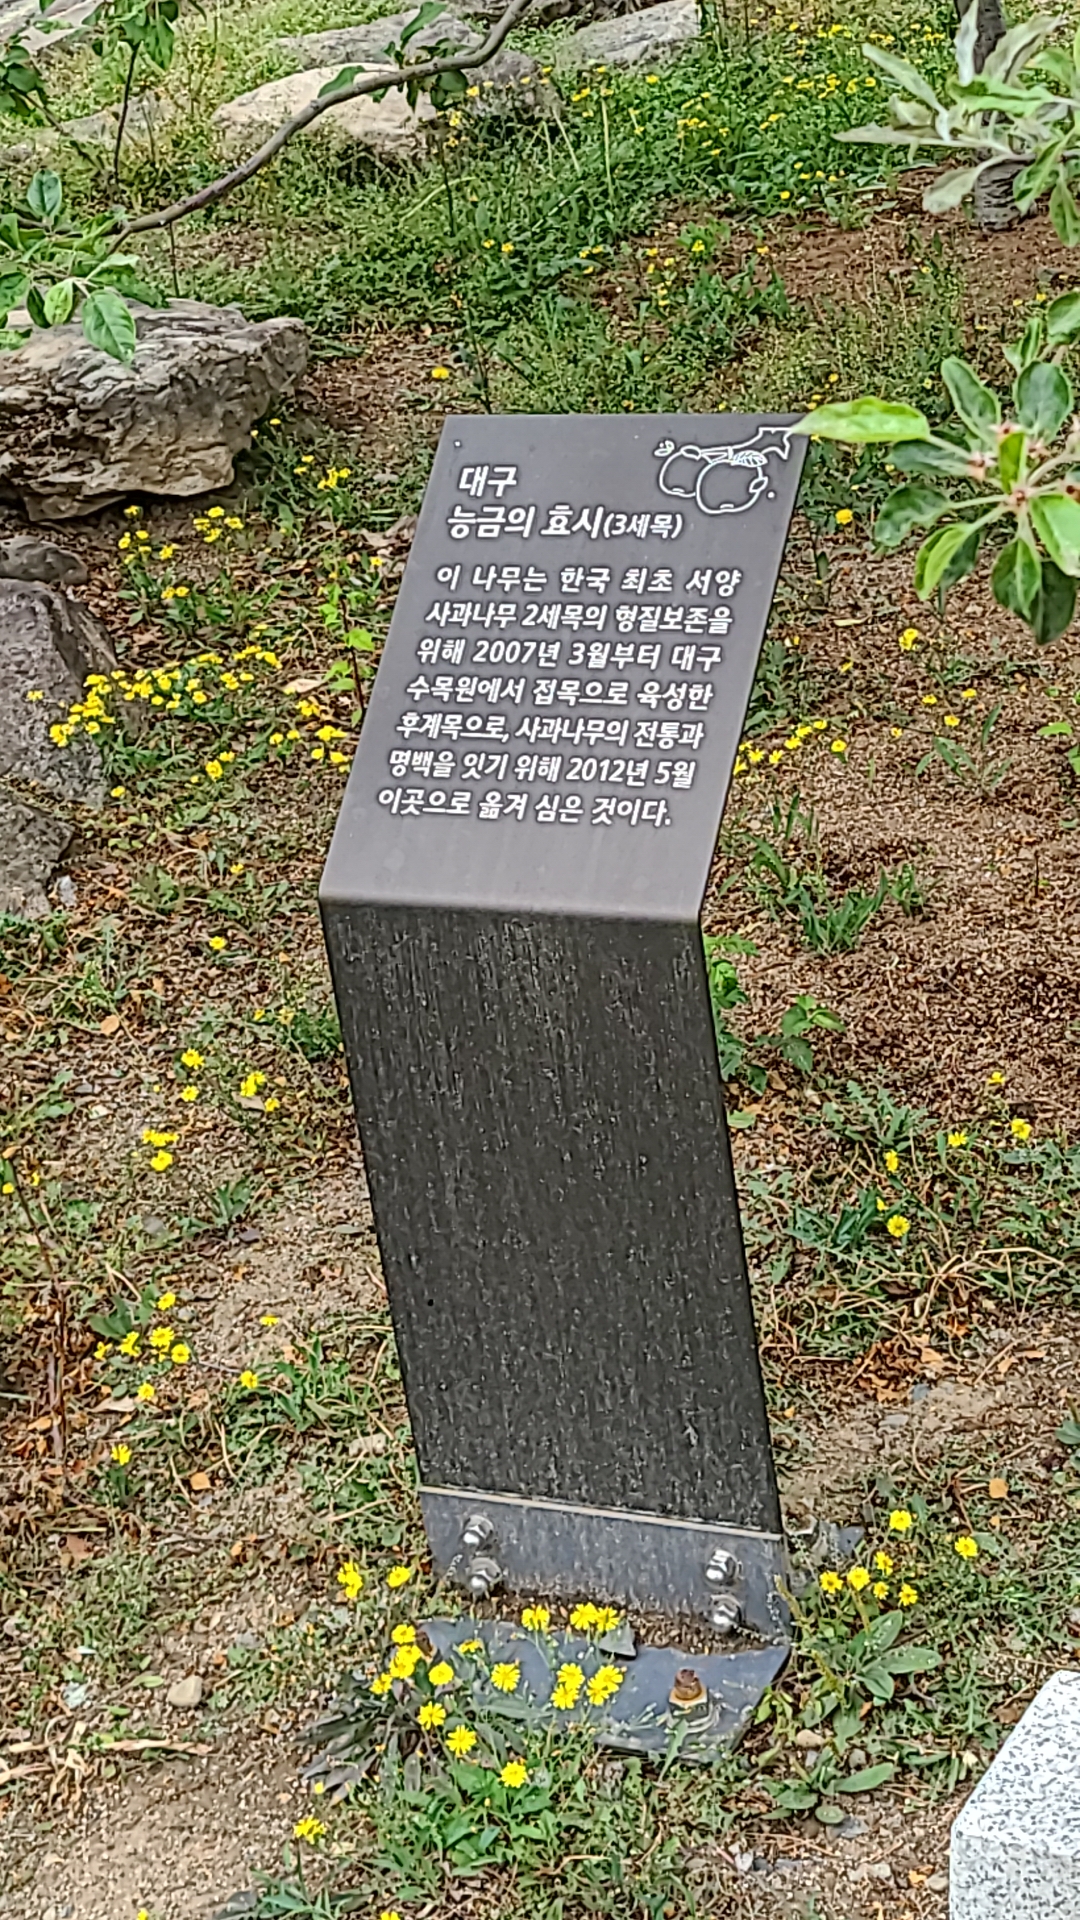 대구
능금의 효시(3세목)
이 나무는 한국 최초 서양
사과나무 2세목의 형질보존을
위해 2007년 3월부터 대구
수목원에서 접목으로 육성한
후계목으로, 사과나무의 전통과
명백을 잇기 위해 2012년 5월
이곳으로 옮겨 심은 것이다.